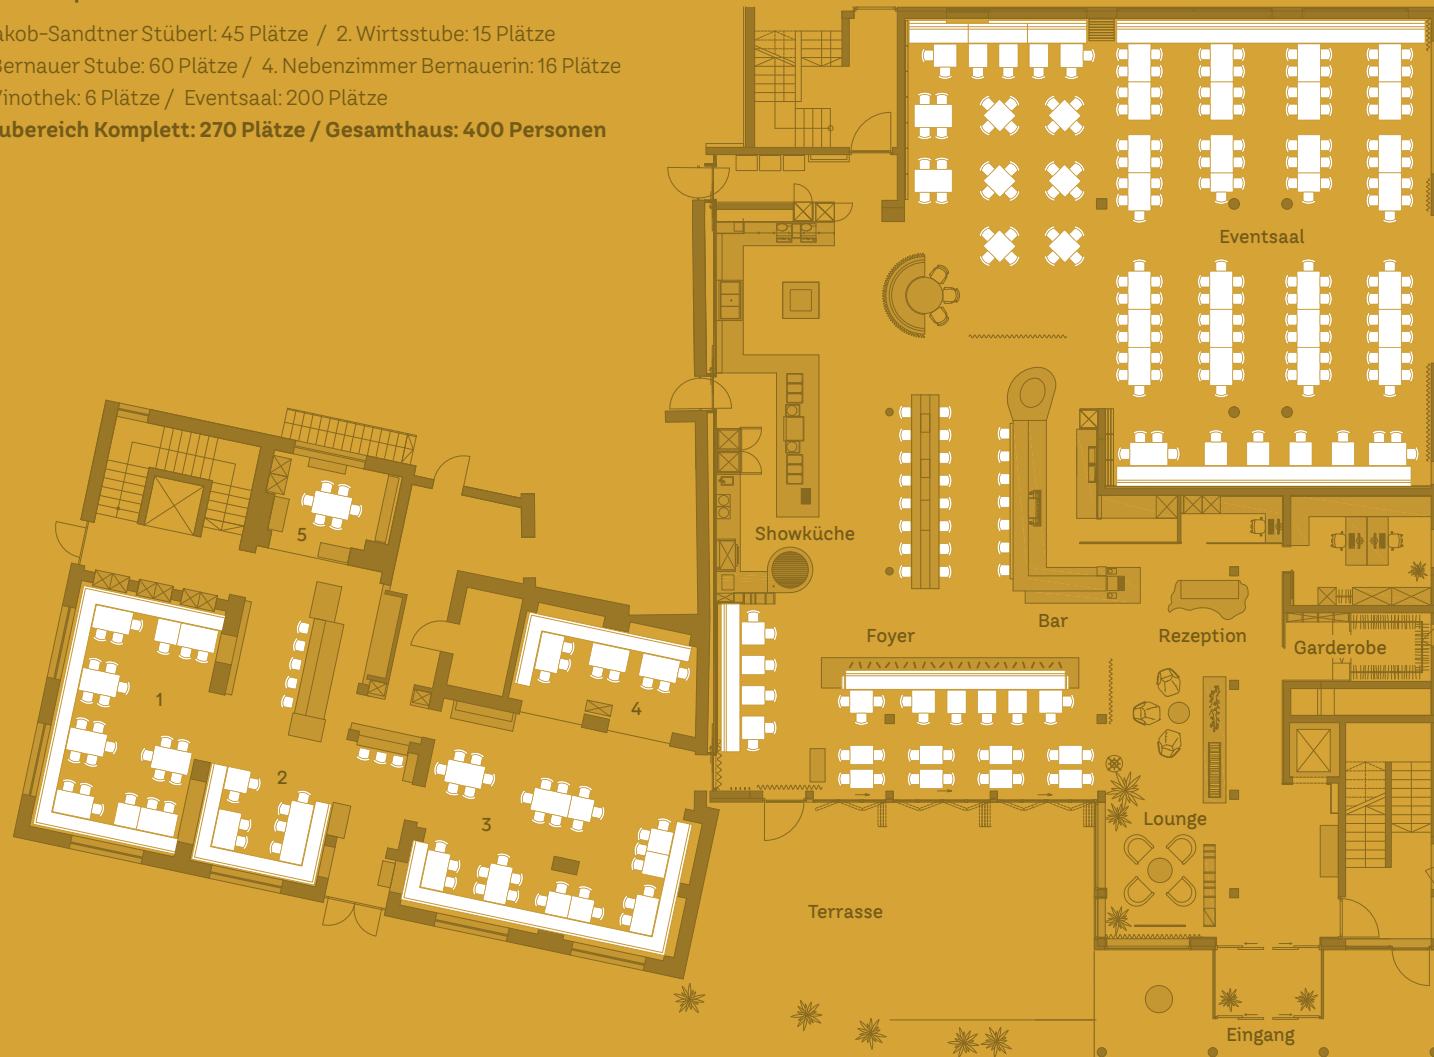 akob-Sandtner Stüberl: 45 Plätze / 2. Wirtsstube: 15 Plätze
Bernauer Stube: 60 Plätze / 4. Nebenzimmer Bernauerin: 16 Plätze
Vinothek: 6 Plätze / Eventsaal: 200 Plätze
ubereich Komplett: 270 Plätze / Gesamthaus: 400 Personen
Eventsaal
5
Showküche
Bar
Foyer
Rezeption
Garderobe
1
4
2
3
Lounge
Terrasse
Eingang